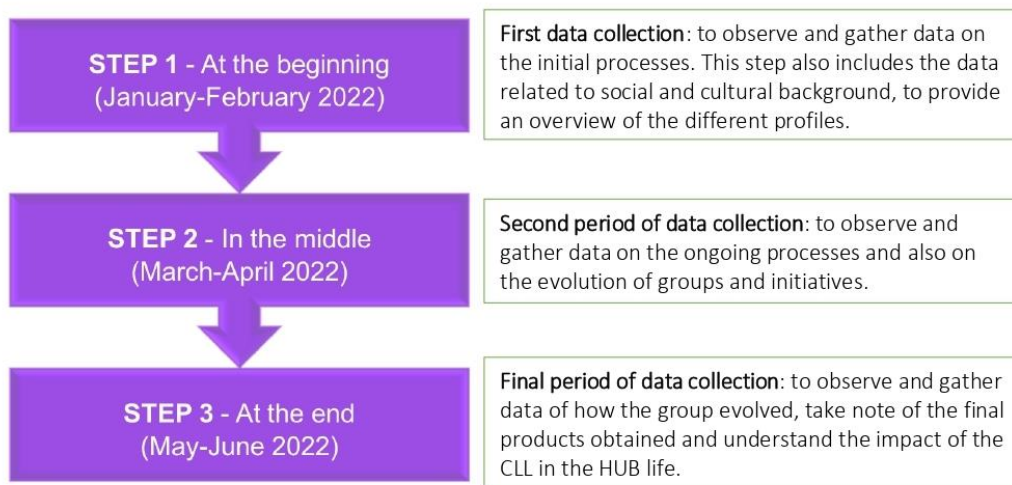 STEP 1 - At the beginning
(January-February 2022)
First data collection: to observe and gather data on
the initial processes. This step also includes the data
related to social and cultural background, to provide
an overview of the different profiles.
STEP 2 - In the middle
(March-April 2022)
Second period of data collection: to observe and
gather data on the ongoing processes and also on
the evolution of groups and initiatives.
STEP 3 - At the end
(May-June 2022)
Final period of data collection: to observe and gather
data of how the group evolved, take note of the final
products obtained and understand the impact of the
CLL in the HUB life.